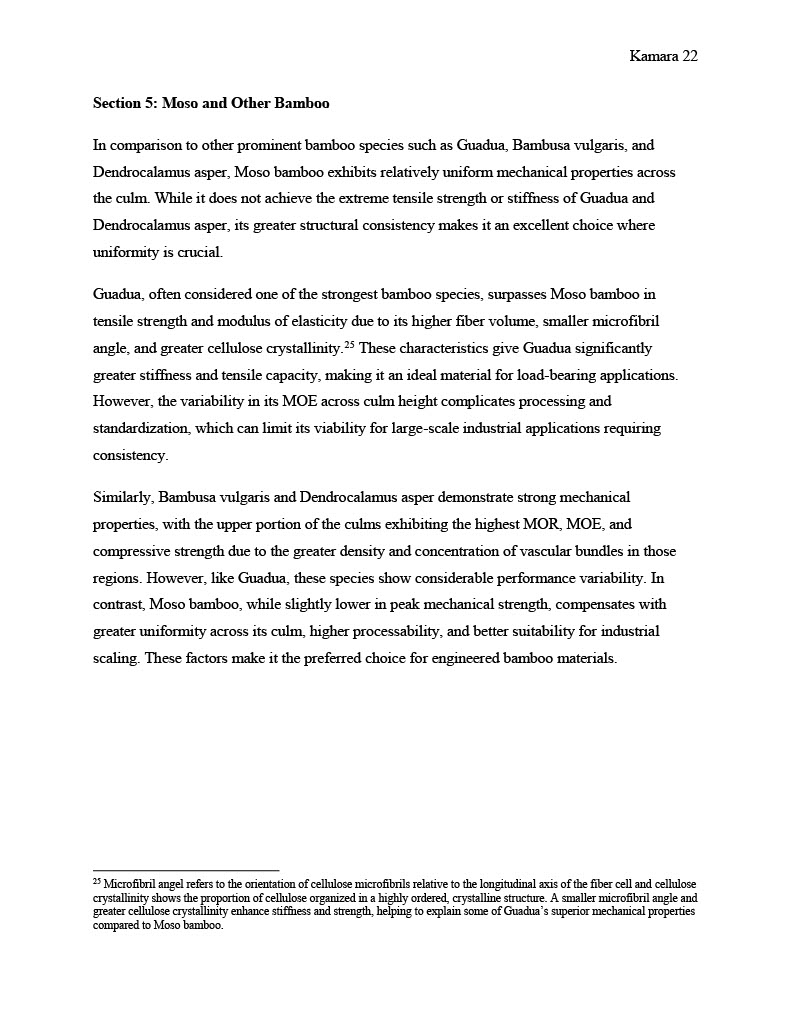 Kamara 22
Section 5: Moso and Other Bamboo
In comparison to other prominent bamboo species such as Guadua, Bambusa vulgaris, and
Dendrocalamus asper, Moso bamboo exhibits relatively uniform mechanical properties across
the culm. While it does not achieve the extreme tensile strength or stiffness of Guadua and
Dendrocalamus asper, its greater structural consistency makes it an excellent choice where
uniformity is crucial.
Guadua, often considered one of the strongest bamboo species, surpasses Moso bamboo in
tensile strength and modulus of elasticity due to its higher fiber volume, smaller microfibril
angle, and greater cellulose crystallinity.25 These characteristics give Guadua significantly
greater stiffness and tensile capacity, making it an ideal material for load-bearing applications.
However, the variability in its MOE across culm height complicates processing and
standardization, which can limit its viability for large-scale industrial applications requiring
consistency.
Similarly, Bambusa vulgaris and Dendrocalamus asper demonstrate strong mechanical
properties, with the upper portion of the culms exhibiting the highest MOR, MOE, and
compressive strength due to the greater density and concentration of vascular bundles in those
regions. However, like Guadua, these species show considerable performance variability. In
contrast, Moso bamboo, while slightly lower in peak mechanical strength, compensates with
greater uniformity across its culm, higher processability, and better suitability for industrial
scaling. These factors make it the preferred choice for engineered bamboo materials.
25 Microfibril angel refers to the orientation of cellulose microfibrils relative to the longitudinal axis of the fiber cell and cellulose
crystallinity shows the proportion of cellulose organized in a highly ordered, crystalline structure. A smaller microfibril angle and
greater cellulose crystallinity enhance stiffness and strength, helping to explain some of Guadua's superior mechanical properties
compared to Moso bamboo.